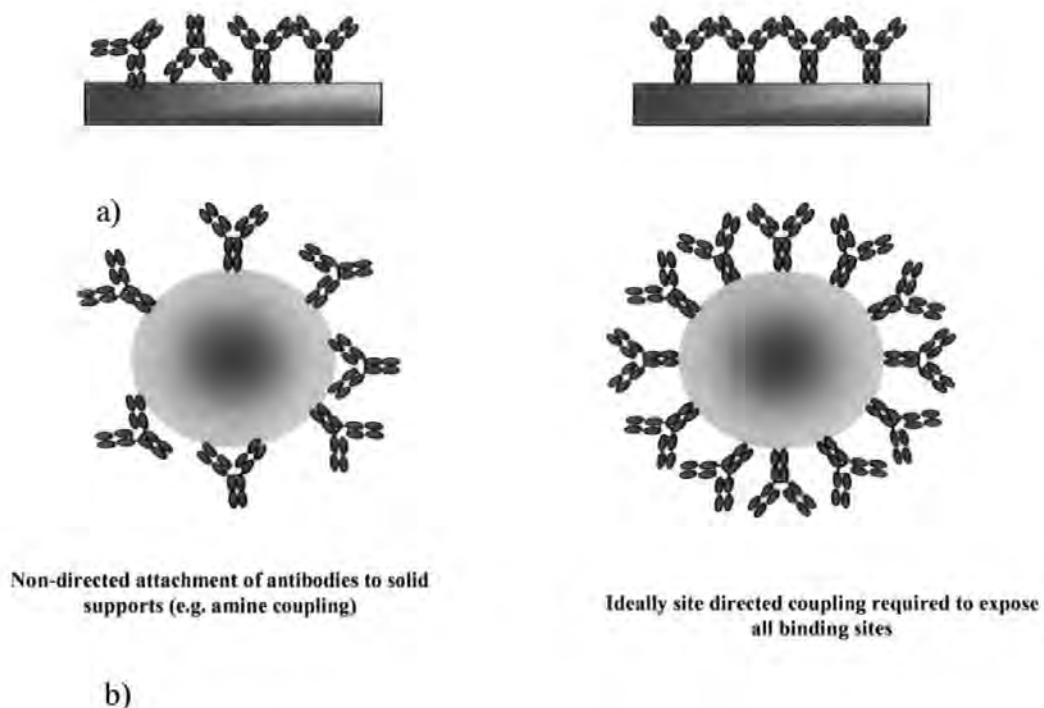 a)
Non-directed attachment of antibodies to solid
supports (e.g. amine coupling)
Ideally site directed coupling required to expose
all binding sites
b)